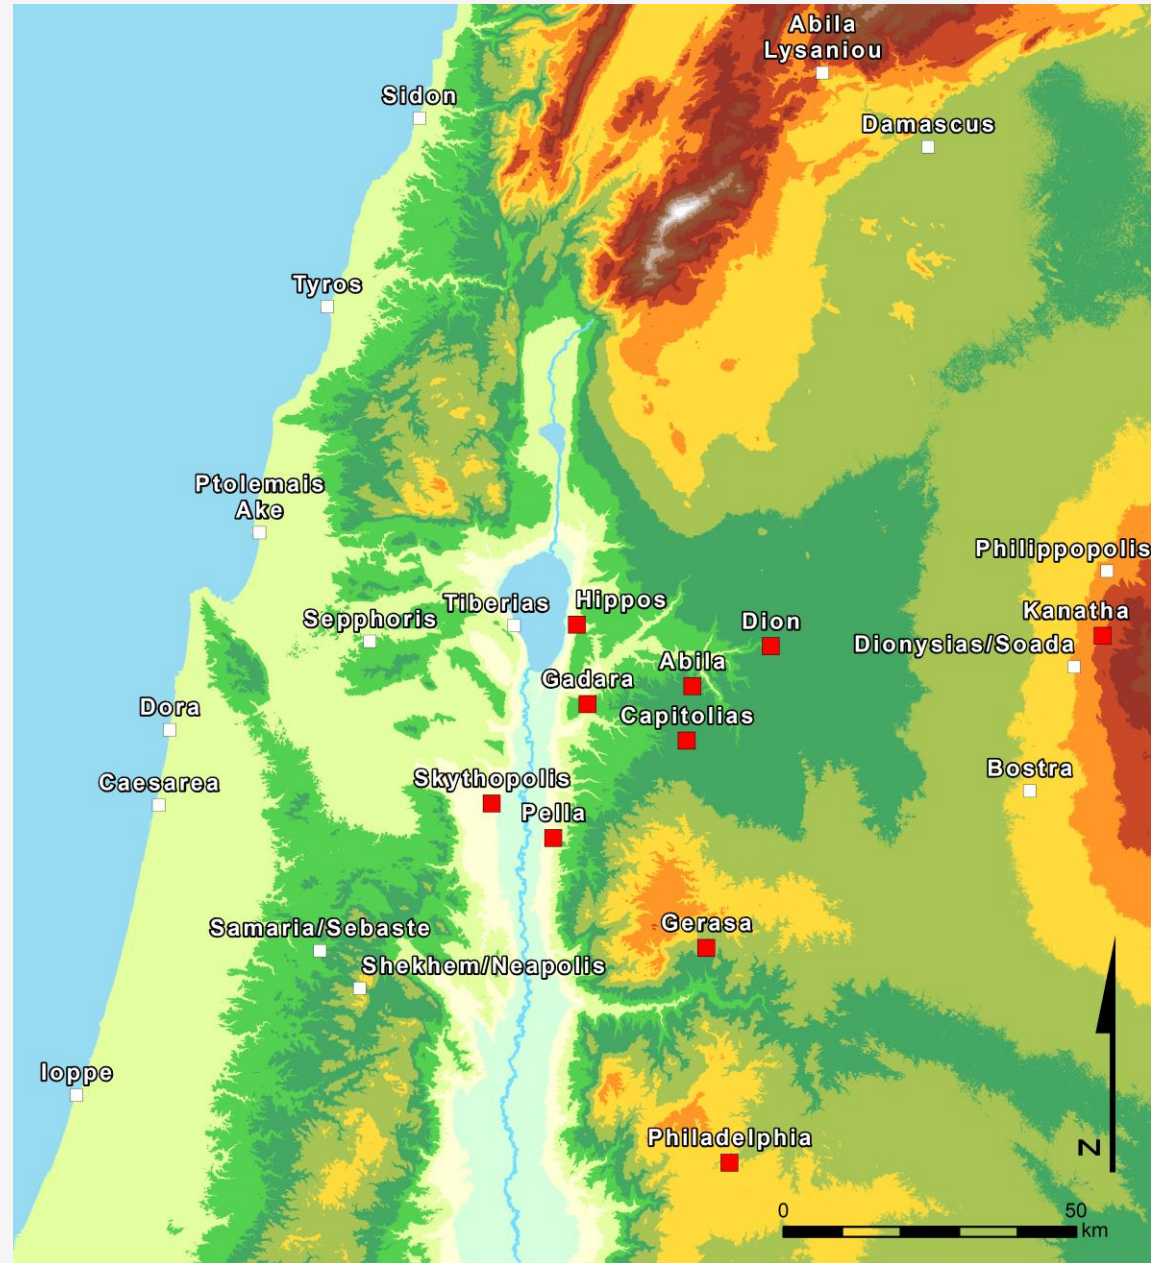 Abila
Lysaniou
Sidon
Damascus
Tyros
Ptolemais
Ake
Philippopolis
Hippos
Tiberias
Kanatha
Sepphoris
Dion
Dionysias/Soada
Abila
Gadara
Dora
Capitolias
Bostra
Skythopolis
Caesarea
Pella
Gerasa
Samaria/Sebaste
Shekhem/Neapolis
Ioppe
Philadelphia
N
0 50
km